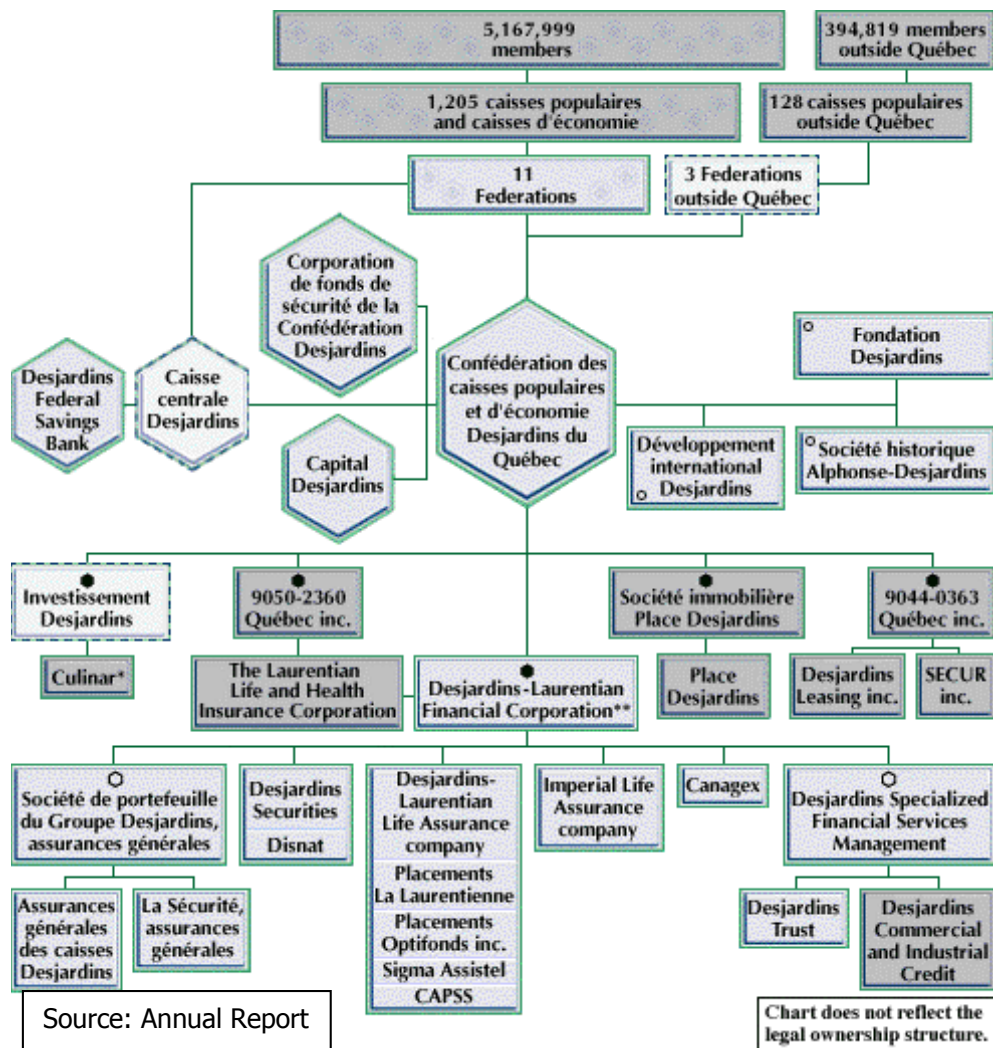 5,167,999
members
394,819 members
outside Québec
1,205 caisses populaires
and caisses d'économie
128 caisses populaires
outside Québec
11
Federations
3 Federations
outside Québec
Corporation
de fonds de
sécurité de la
Confédération
Desjardins
Desjardins
Federal
Savings
Bank
Caisse
centrale
Desjardins
Capital
Desjardins
Confédération des
caisses populaires
et d'économie
Desjardins du
Québec
Fondation
Desjardins
Développement
international
Desjardins
Société historique
Alphonse-Desjardins
Investissement
Desjardins
9050-2360
Québec inc.
Société immobilière
Place Desjardins
9044-0363
Québec inc.
Culinar*
The Laurentian
Life and Health
Insurance Corporation
Desjardins-Laurentian
Financial Corporation**
Place
Desjardins
Desjardins
Leasing inc.
SECUR
inc.
Société de portefeuille
du Groupe Desjardins,
assurances générales
Desjardins
Securities
Disnat
Desjardins-
Laurentian
Life Assurance
company
Placements
La Laurentienne
Placements
Optifonds inc.
Sigma Assistel
CAPSS
Imperial Life
Assurance
company
Canagex
Desjardins Specialized
Financial Services
Management
Assurances
générales
des caisses
Desjardins
La Sécurité,
assurances
générales
Desjardins
Trust
Desjardins
Commercial
and Industrial
Credit
Source: Annual Report
Chart does not reflect the
legal ownership structure.